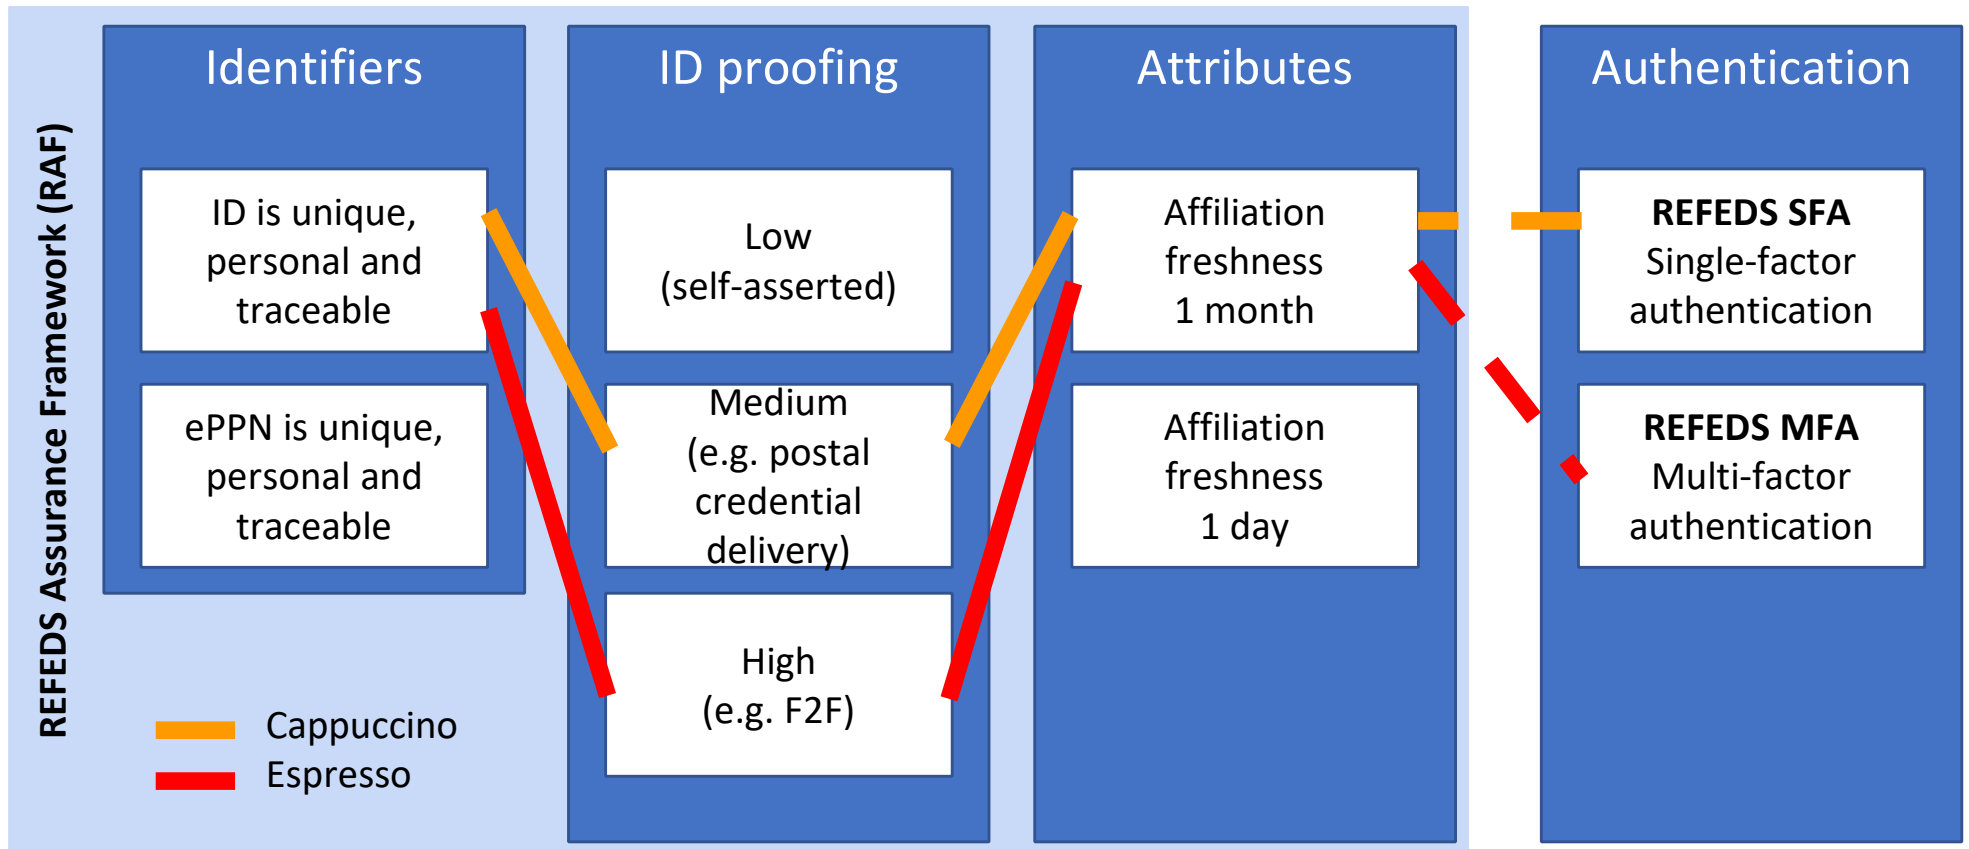 REFEDS Assurance Framework (RAF)
Identifiers
ID is unique,
personal and
traceable
ePPN is unique,
personal and
traceable
ID proofing
Low
(self-asserted)
Medium
(e.g. postal
credential
delivery)
High
(e.g. F2F)
Attributes
Affiliation
freshness
1 month
Affiliation
freshness
1 day
Authentication
REFEDS SFA
Single-factor
authentication
REFEDS MFA
Multi-factor
authentication
Cappuccino
Espresso